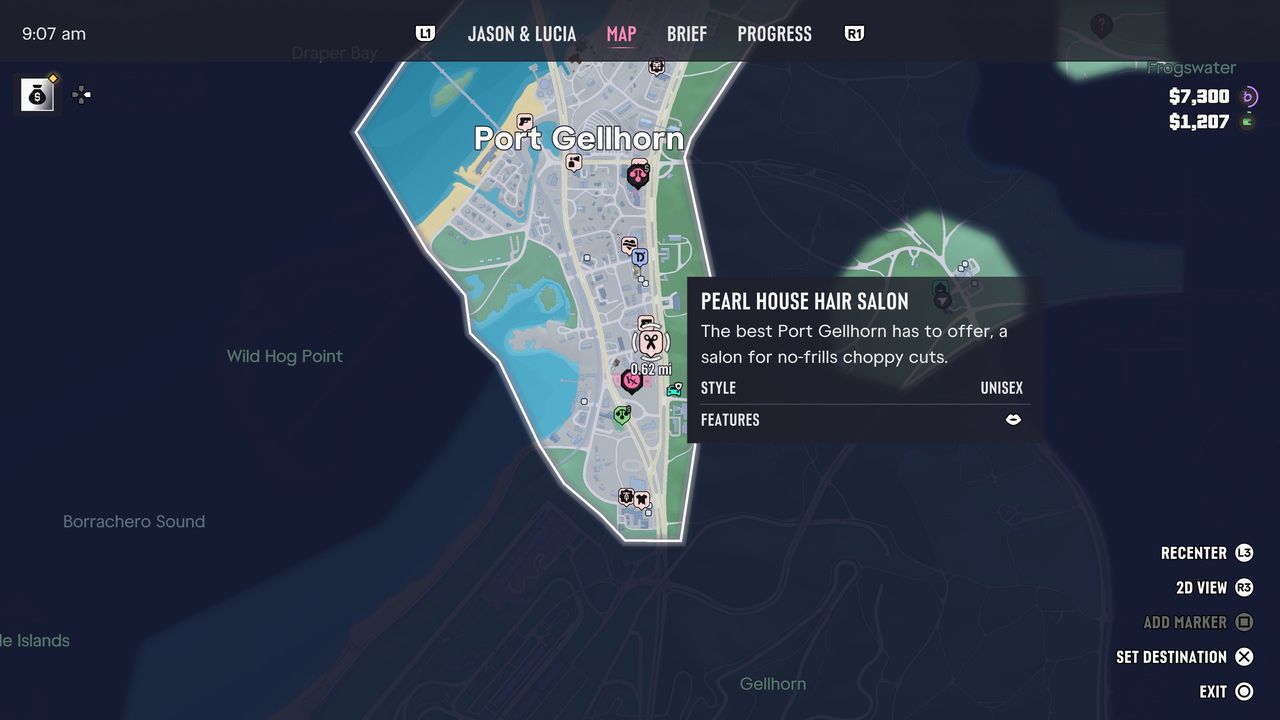 9:07 am
L1
JASON & LUCIA
MAP
BRIEF
PROGRESS
R1
Draper Bay
Frogswater
$7,300
$1,207
Port Gellhorn
PEARL HOUSE HAIR SALON
The best Port Gellhorn has to offer, a
salon for no-frills choppy cuts.
STYLE UNISEX
FEATURES
0.62 mi
Wild Hog Point
Borrachero Sound
le Islands
Gellhorn
RECENTER L3
2D VIEW R3
ADD MARKER
SET DESTINATION
EXIT